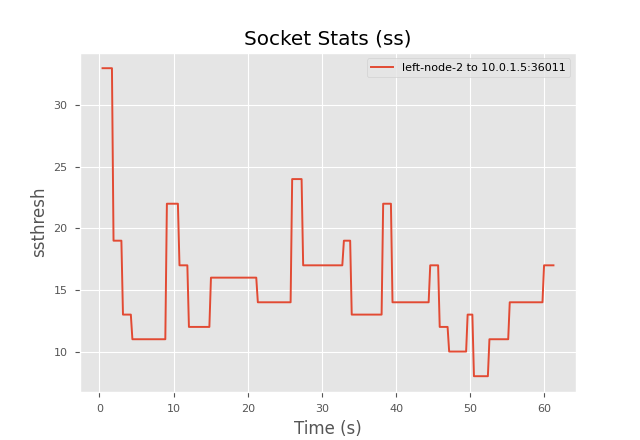 Socket Stats (ss)
left-node-2 to 10.0.1.5:36011
ssthresh
30
25
20
15
10
0 10 20 30 40 50 60
Time (s)